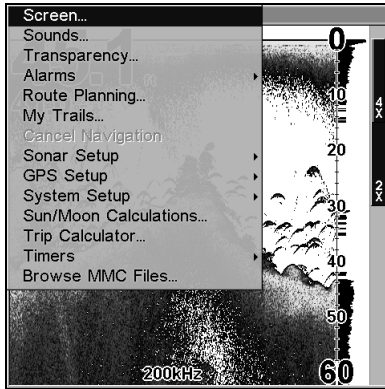 Screen...
Sounds...
Transparency...
Alarms
Route Planning...
My Trails...
Cancel Navigation
Sonar Setup
GPS Setup
System Setup
Sun/Moon Calculations...
Trip Calculator...
Timers
Browse MMC Files...
0
10
20
40
50
60
4X
2X
200kHz